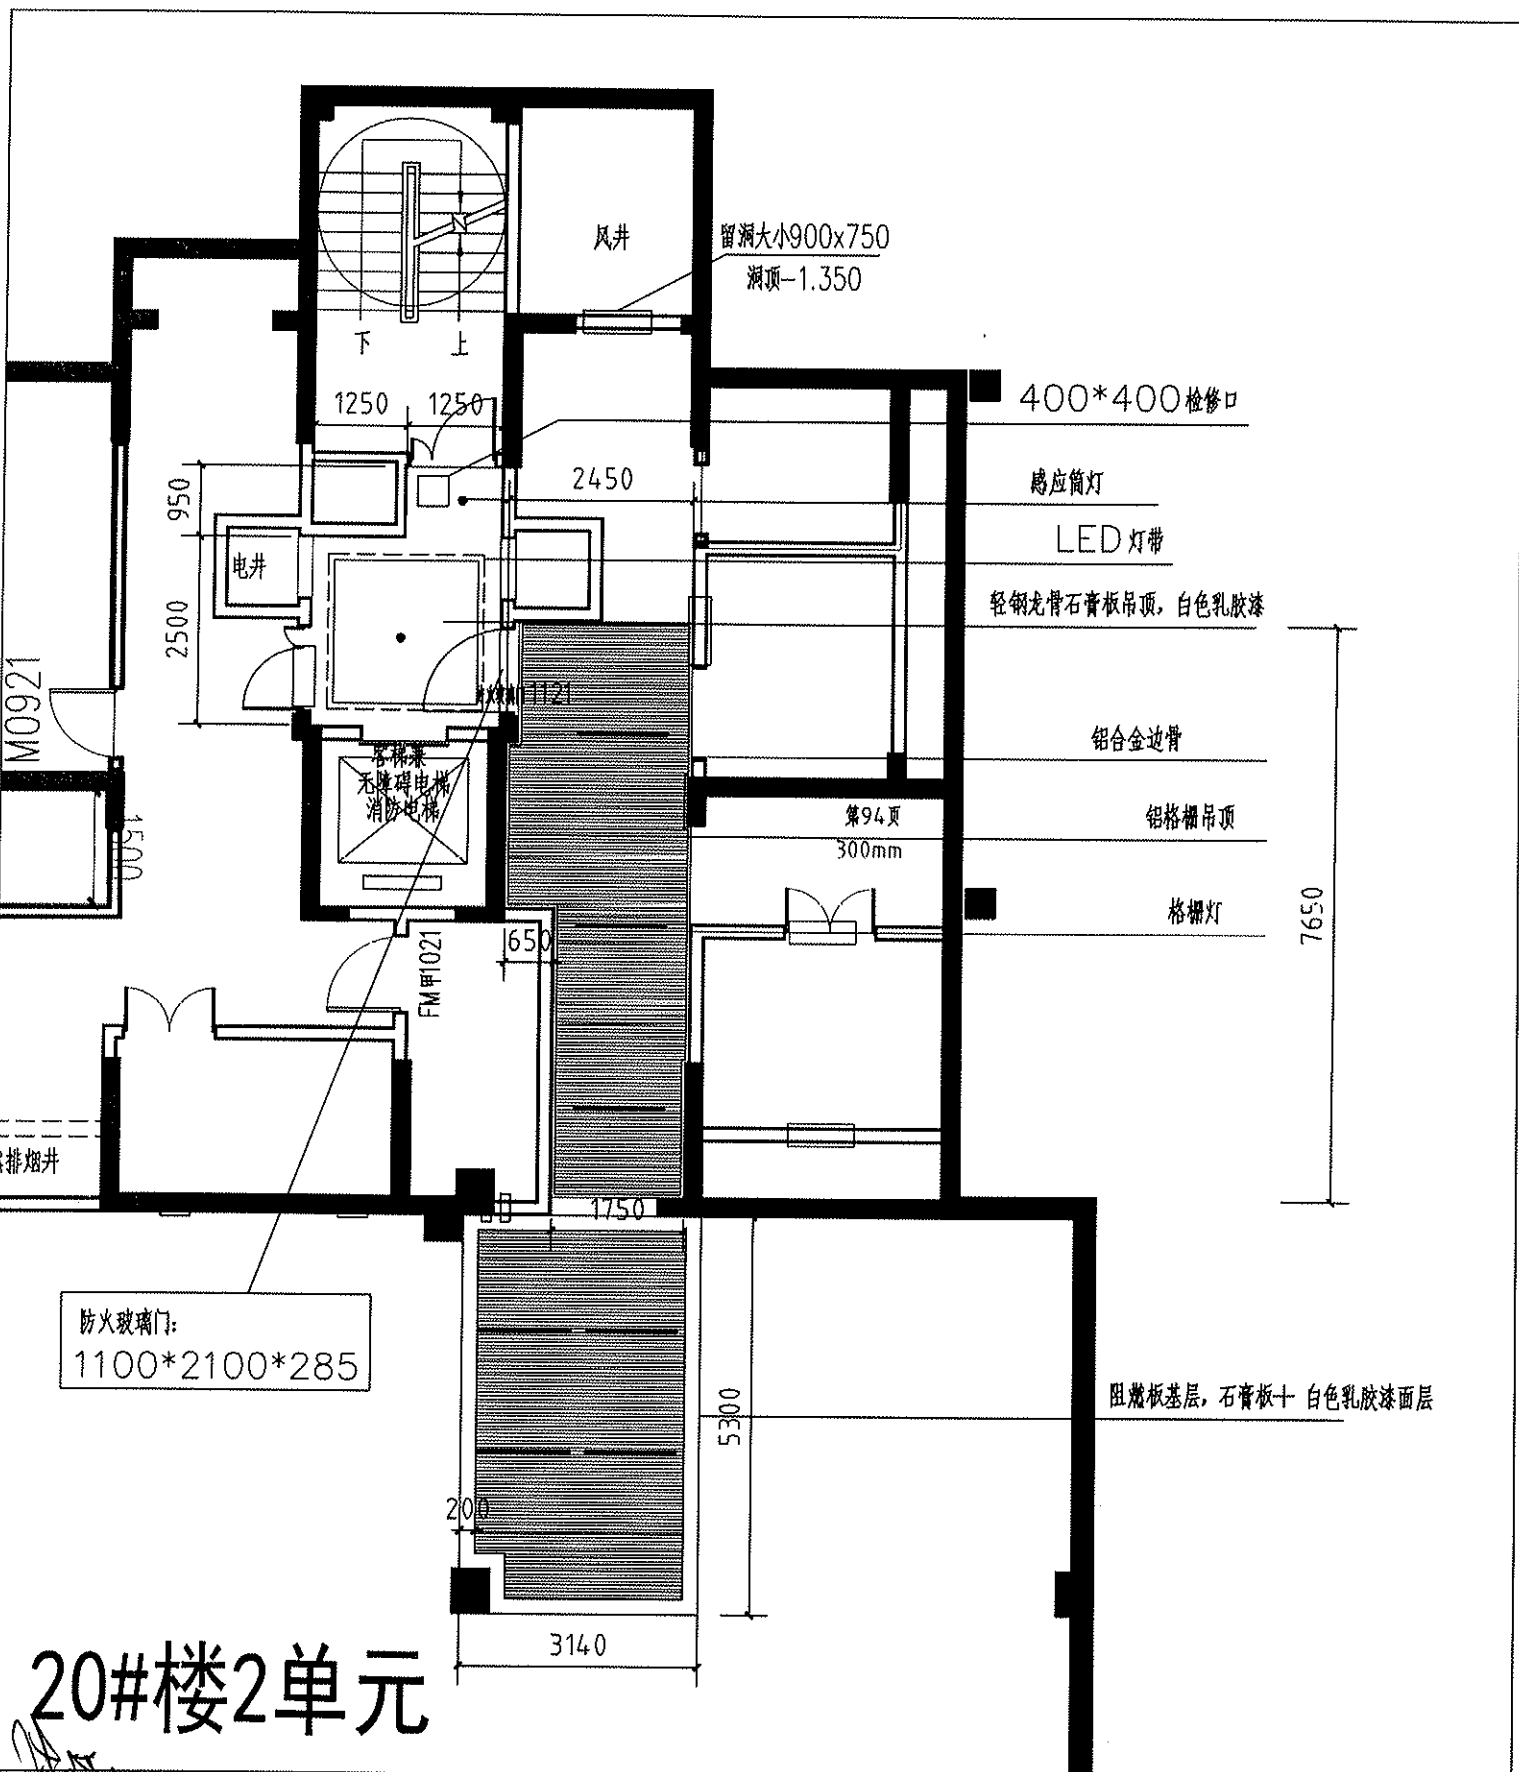 风井
留洞大小900x750
洞顶-1.350
下
上
1250
1250
400*400检修口
950
2450
感应筒灯
LED灯带
电井
轻钢龙骨石膏板吊顶，白色乳胶漆
2500
M0921
1121
铝合金边骨
客梯兼
无障碍电梯
消防电梯
第94页
300mm
铝格栅吊顶
1500
格栅灯
7650
650
FM甲1021
排烟井
1750
防火玻璃门：
1100*2100*285
5300
阻燃板基层，石膏板+ 白色乳胶漆面层
200
3140
20#楼2单元